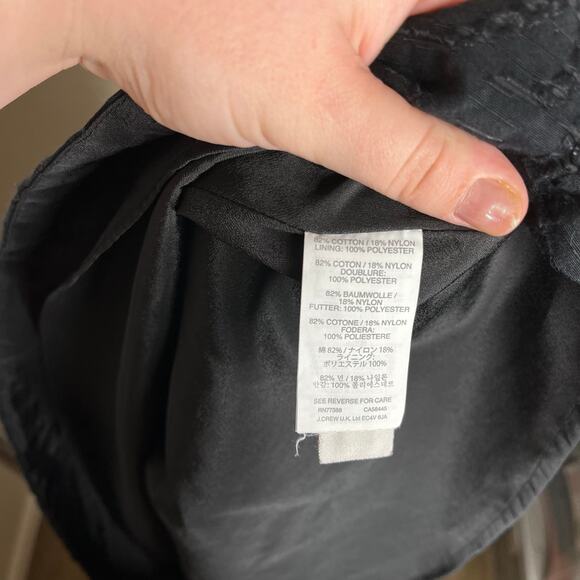 82% COTTON / 18% NYLON
LINING: 100% POLYESTER
82% COTON / 18% NYLON
DOUBLURE:
100% POLYESTER
82% BAUMWOLLE /
18% NYLON
FUTTER: 100% POLYESTER
82% COTONE / 18% NYLON
FODERA:
100% POLIESTERE
綿 82% / ナイロン 18%
ライニング:
ポリエステル 100%
82% 면 / 18% 나일론
안감: 100% 폴리에스테르
SEE REVERSE FOR CARE
RN77388 CA58445
J.CREW U.K. Ltd EC4V 6JA